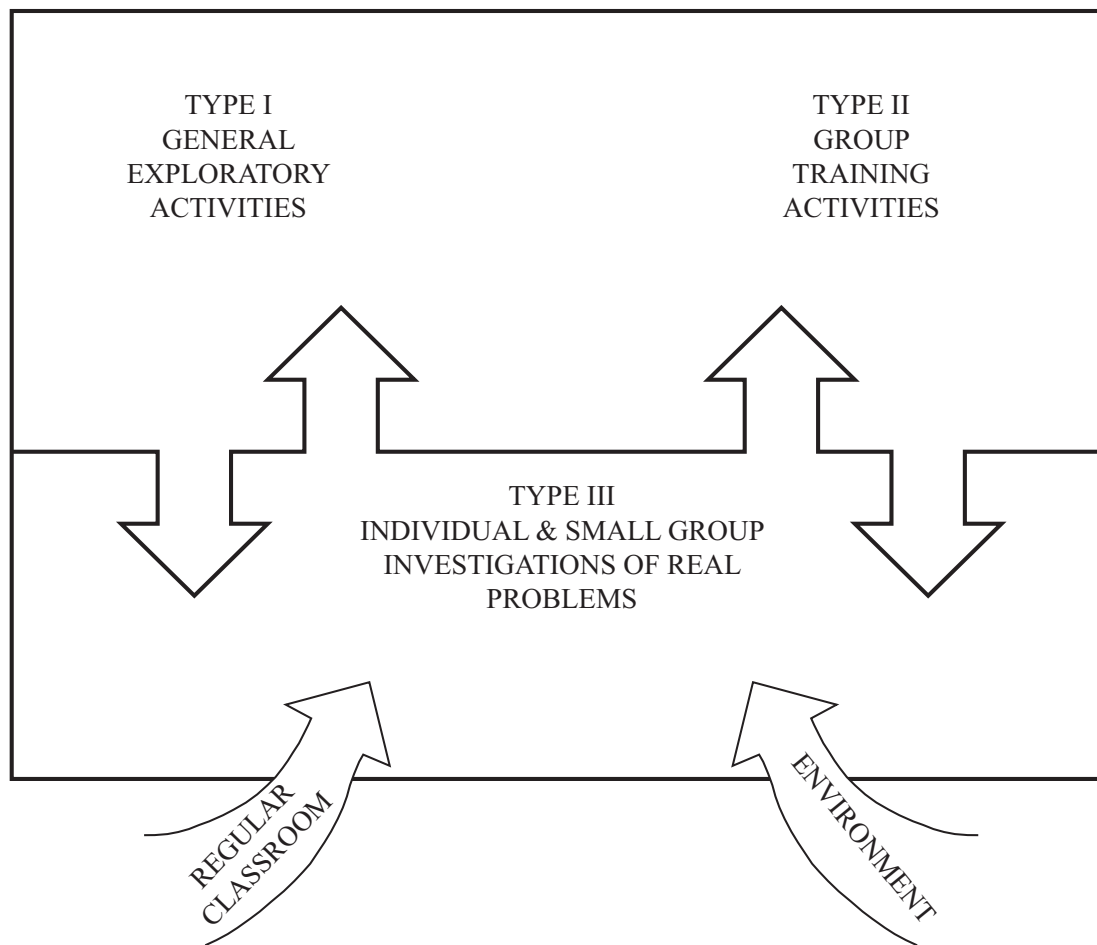 TYPE I
GENERAL
EXPLORATORY
ACTIVITIES
TYPE II
GROUP
TRAINING
ACTIVITIES
TYPE III
INDIVIDUAL & SMALL GROUP
INVESTIGATIONS OF REAL
PROBLEMS
REGULAR
CLASSROOM
ENVIRONMENT